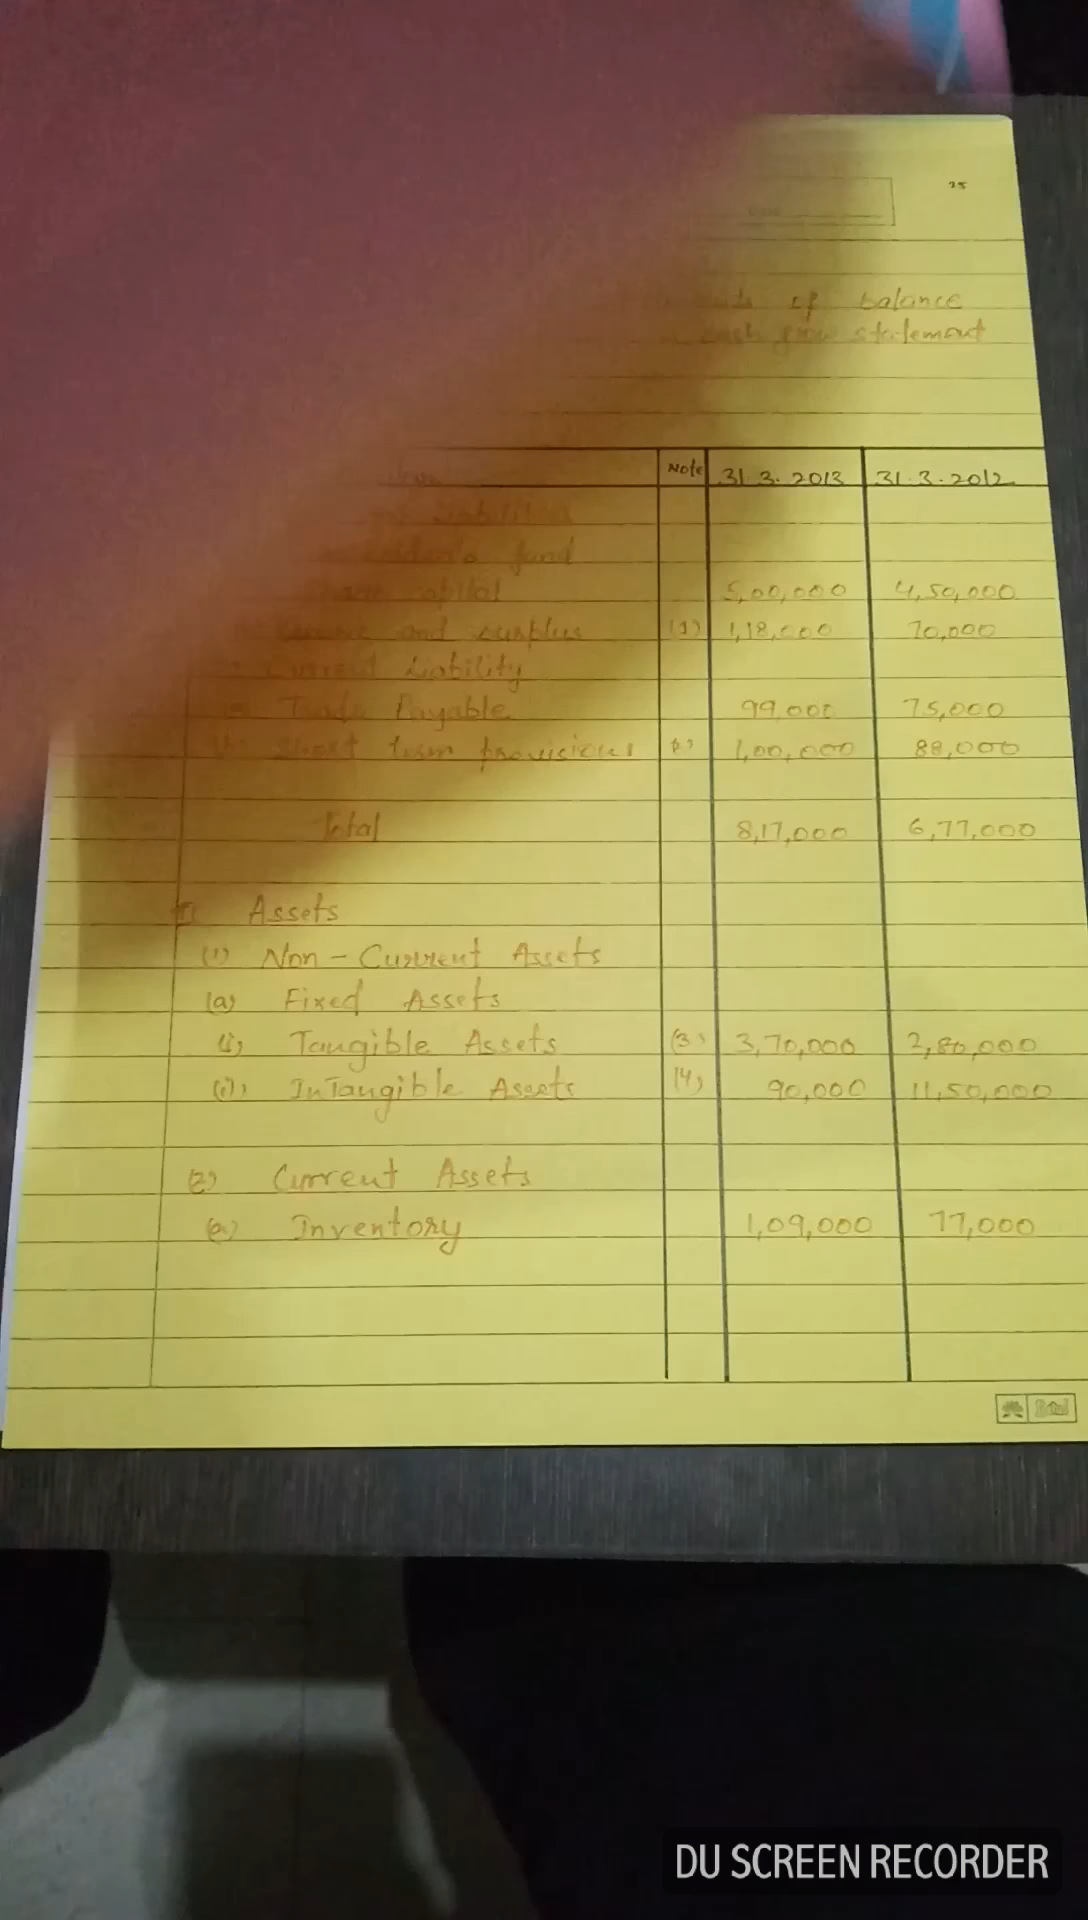 25
of balance
cash flow statement
Note 31.3.2013 31.3.2012
Liabilities
fund
Share capital 5,00,000 4,50,000
and surplus (1) 1,18,000 70,000
Current Liability
Trade Payable 99,000 75,000
(b) Short term provisions (2) 1,00,000 88,000
Total 8,17,000 6,77,000
II Assets
(1) Non-Current Assets
(a) Fixed Assets
(i) Tangible Assets (3) 3,70,000 2,80,000
(ii) InTangible Assets (4) 90,000 11,50,000
(2) Current Assets
(a) Inventory 1,09,000 77,000
DU SCREEN RECORDER